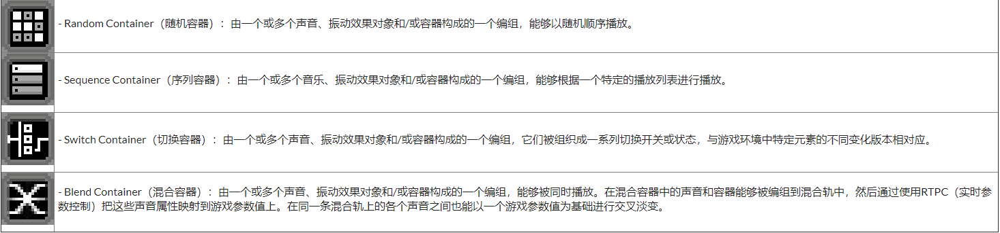 - Random Container（随机容器）：由一个或多个声音、振动效果对象和/或容器构成的一个编组，能够以随机顺序播放。
- Sequence Container（序列容器）：由一个或多个音乐、振动效果对象和/或容器构成的一个编组，能够根据一个特定的播放列表进行播放。
- Switch Container（切换容器）：由一个或多个声音、振动效果对象和/或容器构成的一个编组，它们被组织成一系列切换开关或状态，与游戏环境中特定元素的不同变化版本相对应。
- Blend Container（混合容器）：由一个或多个声音、振动效果对象和/或容器构成的一个编组，能够被同时播放。在混合容器中的声音和容器能够被编组到混合轨中，然后通过使用RTPC（实时参
数控制）把这些声音属性映射到游戏参数值上。在同一条混合轨上的各个声音之间也能以一个游戏参数值为基础进行交叉淡变。